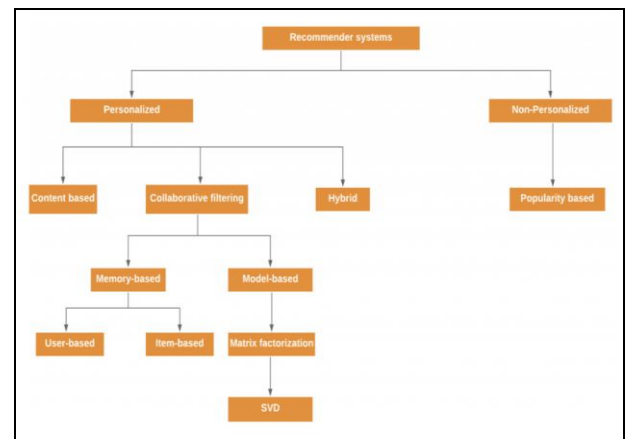 Recommender systems
Personalized
Non-Personalized
Content based
Collaborative filtering
Hybrid
Popularity based
Memory-based
Model-based
User-based
Item-based
Matrix factorization
SVD